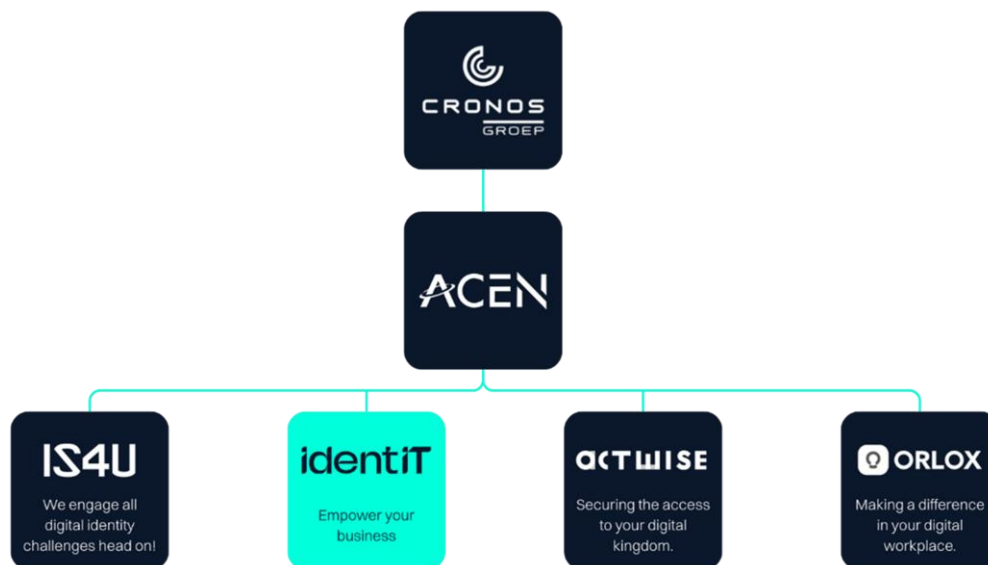 CRONOS
GROEP
ACEN
IS4U
We engage all
digital identity
challenges head on!
identiT
Empower your
business
actwise
Securing the access
to your digital
kingdom.
ORLOX
Making a difference
in your digital
workplace.